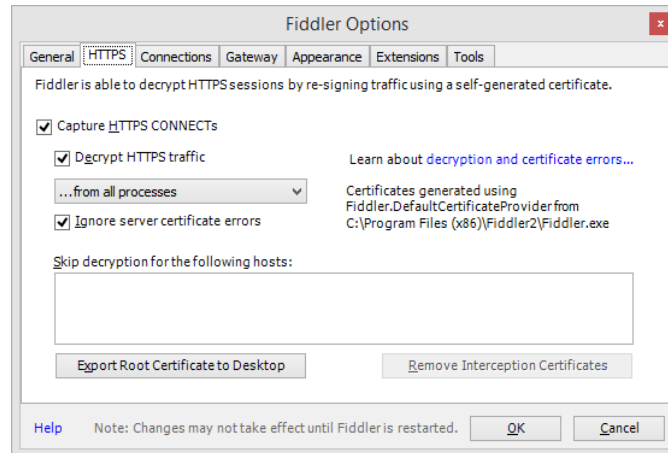 Fiddler Options
x
General HTTPS Connections Gateway Appearance Extensions Tools
Fiddler is able to decrypt HTTPS sessions by re-signing traffic using a self-generated certificate.
Capture HTTPS CONNECTs
Decrypt HTTPS traffic
Learn about decryption and certificate errors...
...from all processes
Certificates generated using
Fiddler.DefaultCertificateProvider from
C:\Program Files (x86)\Fiddler2\Fiddler.exe
Ignore server certificate errors
Skip decryption for the following hosts:
Export Root Certificate to Desktop
Remove Interception Certificates
Help
Note: Changes may not take effect until Fiddler is restarted.
OK
Cancel